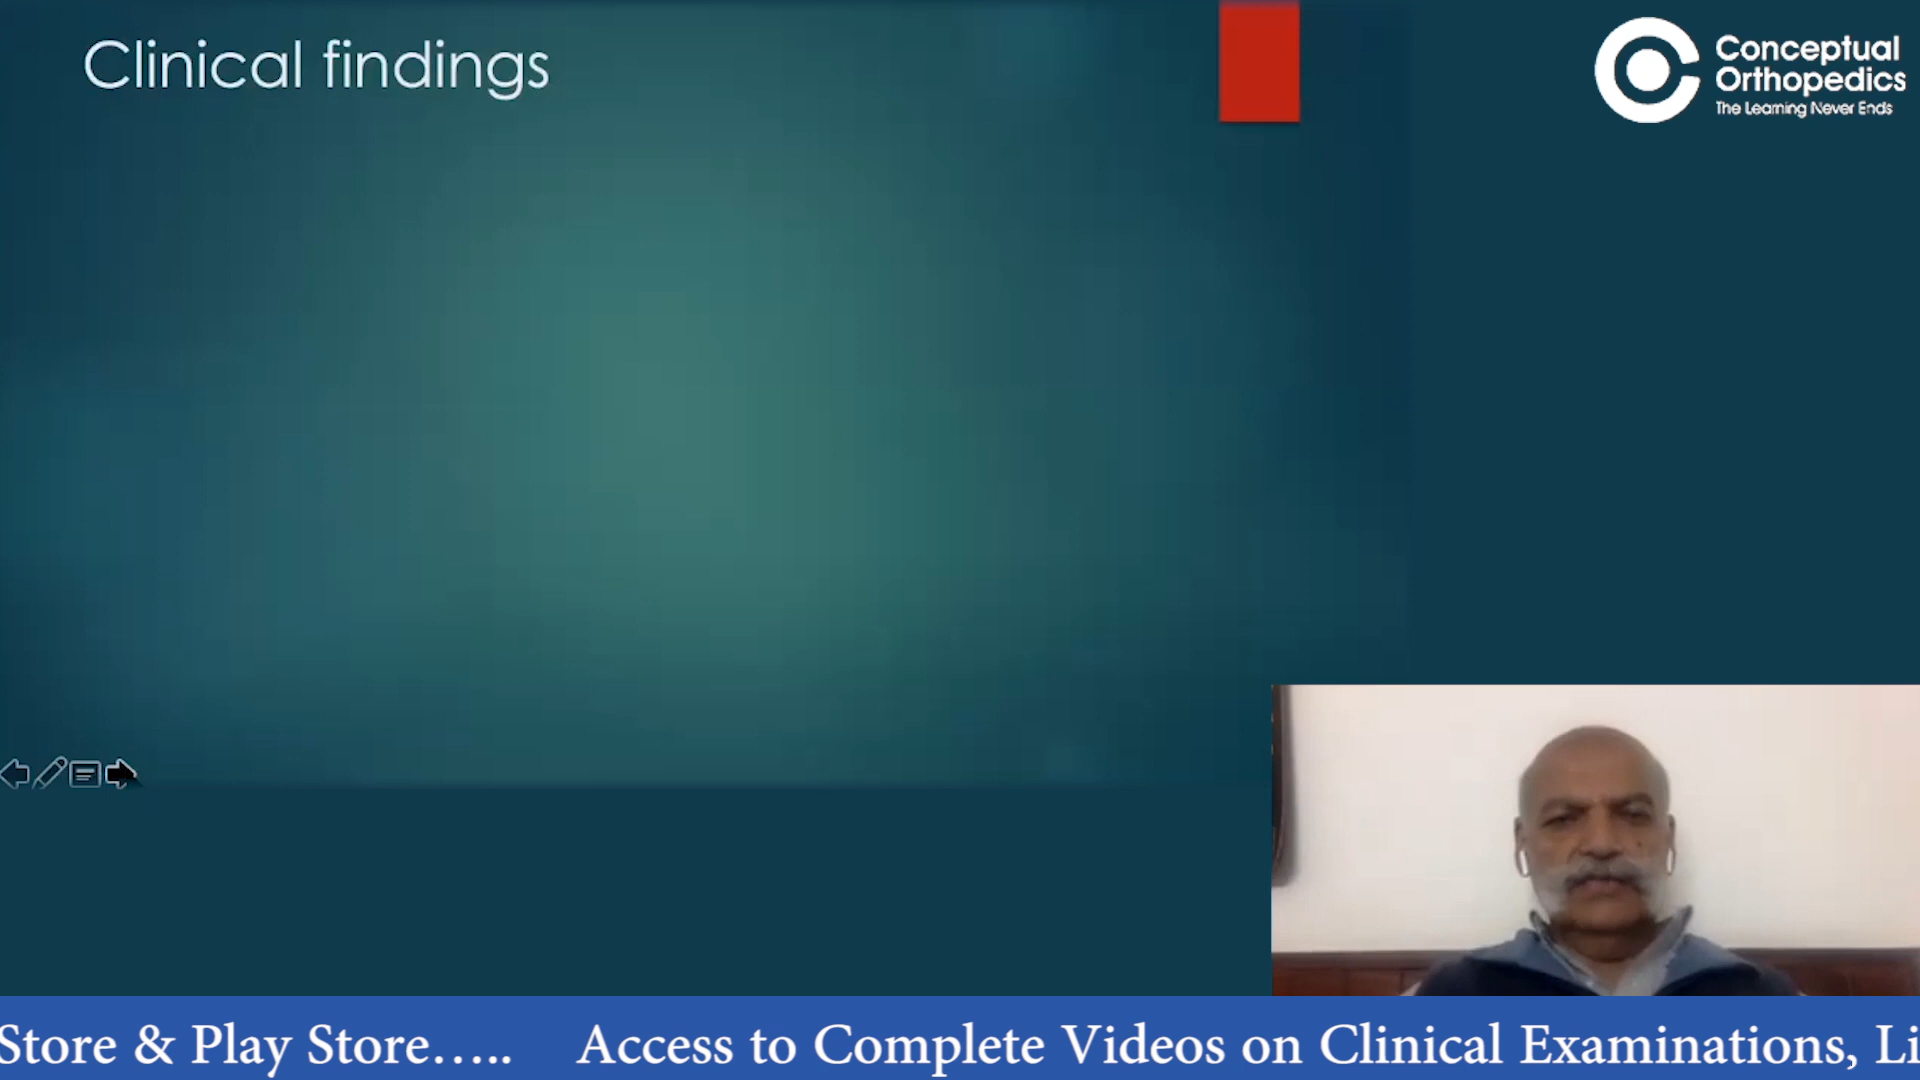 Clinical findings
Conceptual
Orthopedics
The Learning Never Ends
Store & Play Store..... Access to Complete Videos on Clinical Examinations, Li